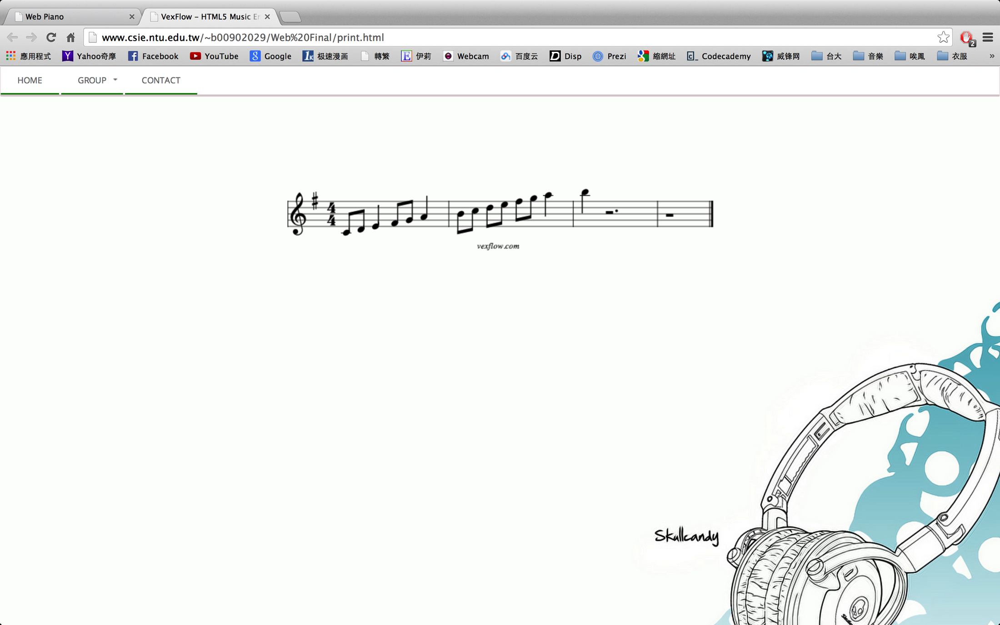 Web Piano
VexFlow – HTML5 Music En
www.csie.ntu.edu.tw/~b00902029/Web%20Final/print.html
2
應用程式 Yahoo奇摩 Facebook YouTube Google 极速漫画 轉繁 伊莉 Webcam 百度云 Disp Prezi 縮網址 Codecademy 威锋网 台大 音樂 唉鳳 衣服 »
HOME GROUP CONTACT
4
4
vexflow.com
Skullcandy